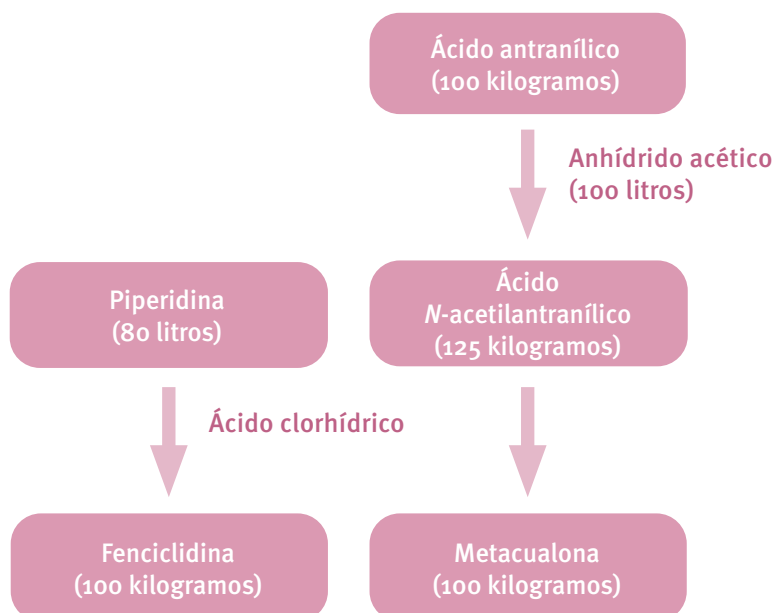 Ácido antranílico
(100 kilogramos)
Anhídrido acético
(100 litros)
Piperidina
(80 litros)
Ácido
N-acetilantranílico
(125 kilogramos)
Ácido clorhídrico
Fenciclidina
(100 kilogramos)
Metacualona
(100 kilogramos)